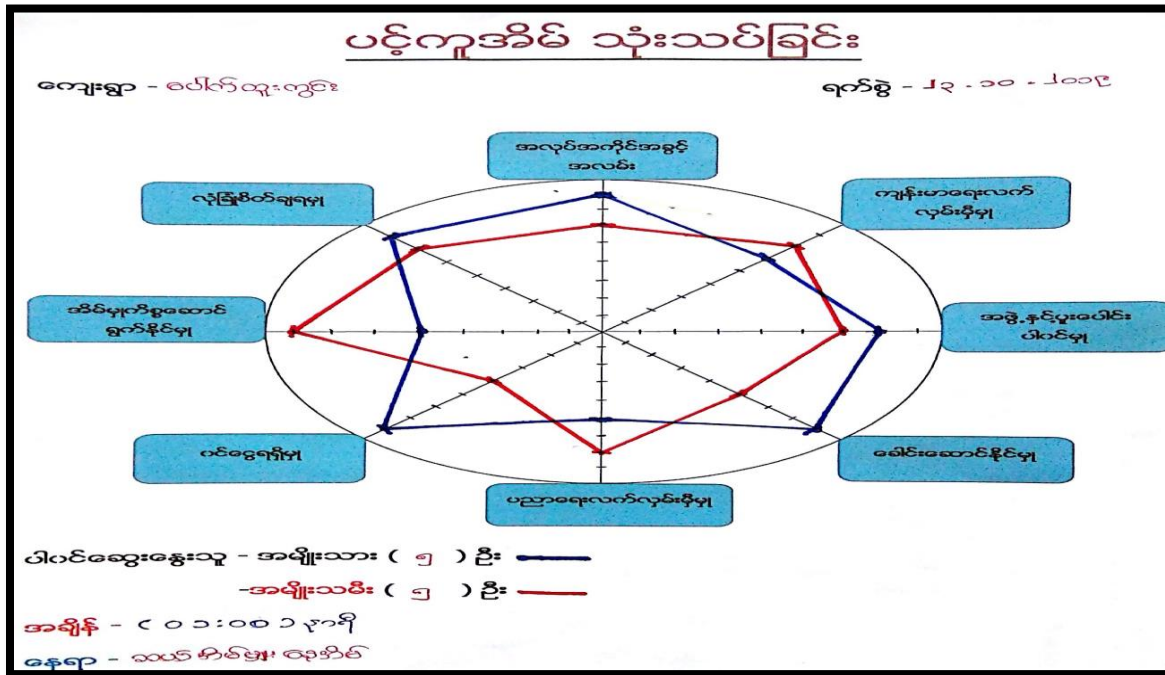 ပင့်ကူအိမ် သုံးသပ်ခြင်း
ကျေးရွာ - စပါက်ထူးကွင်း
ရက်စွဲ - ၂၃ . ၁၀ . ၂၀၁၉
အလုပ်အကိုင်အခွင့်
အလမ်း
လုံခြုံစိတ်ချရမှု
ကျန်းမာရေးလက်
လှမ်းမှီမှု
အိမ်မှုကိစ္စဆောင်
ရွက်နိုင်မှု
အဖွဲ့နှင့်ပူးပေါင်း
ပါဝင်မှု
ဝင်ငွေရရှိမှု
ခေါင်းဆောင်နိုင်မှု
ပညာရေးလက်လှမ်းမှီမှု
ပါဝင်ဆွေးနွေးသူ - အမျိုးသား ( ၅ ) ဦး
-အမျိုးသမီး ( ၅ ) ဦး
အချိန် -
နေရာ - ဆယ်အိမ်မှူးနေအိမ်